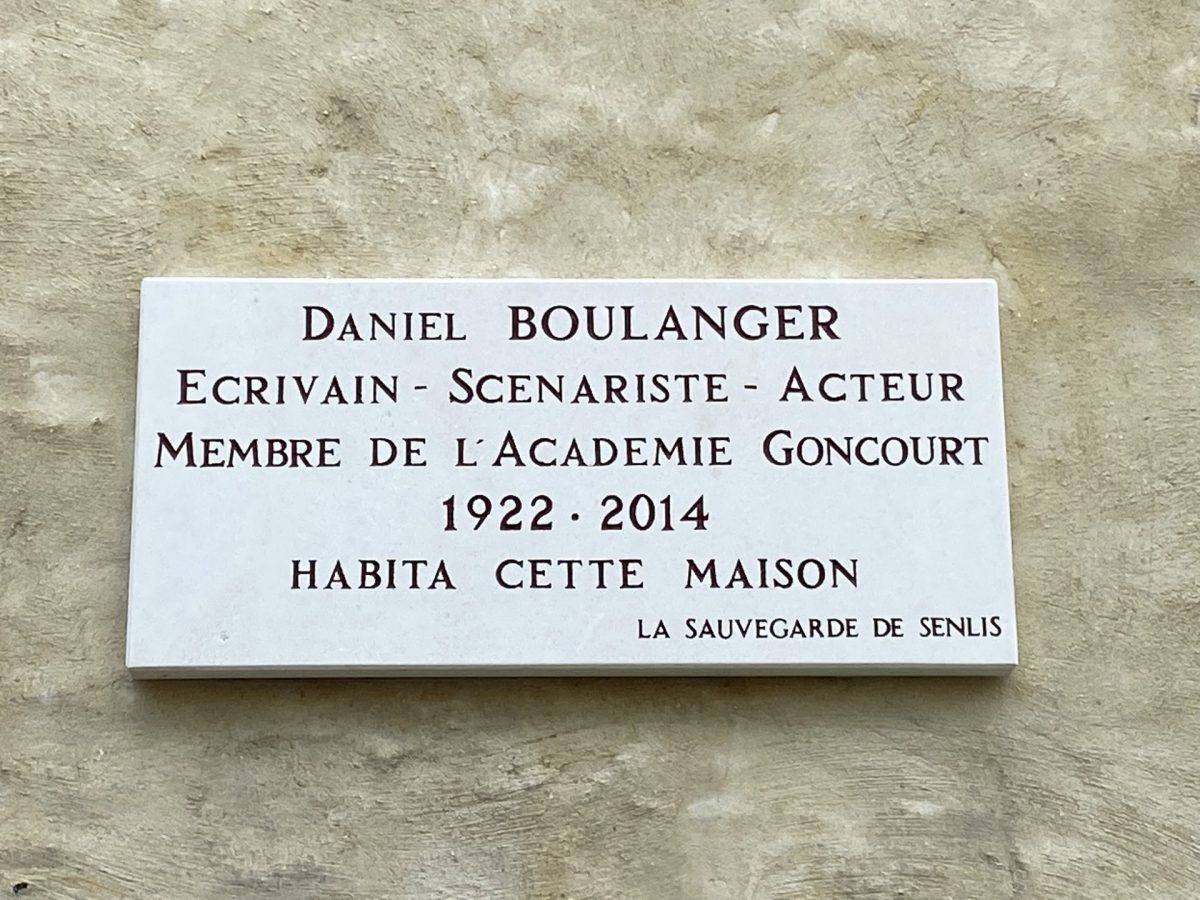 Daniel BOULANGER
Ecrivain - Scenariste - Acteur
Membre de l'Academie Goncourt
1922 · 2014
HABITA CETTE MAISON
LA SAUVEGARDE DE SENLIS